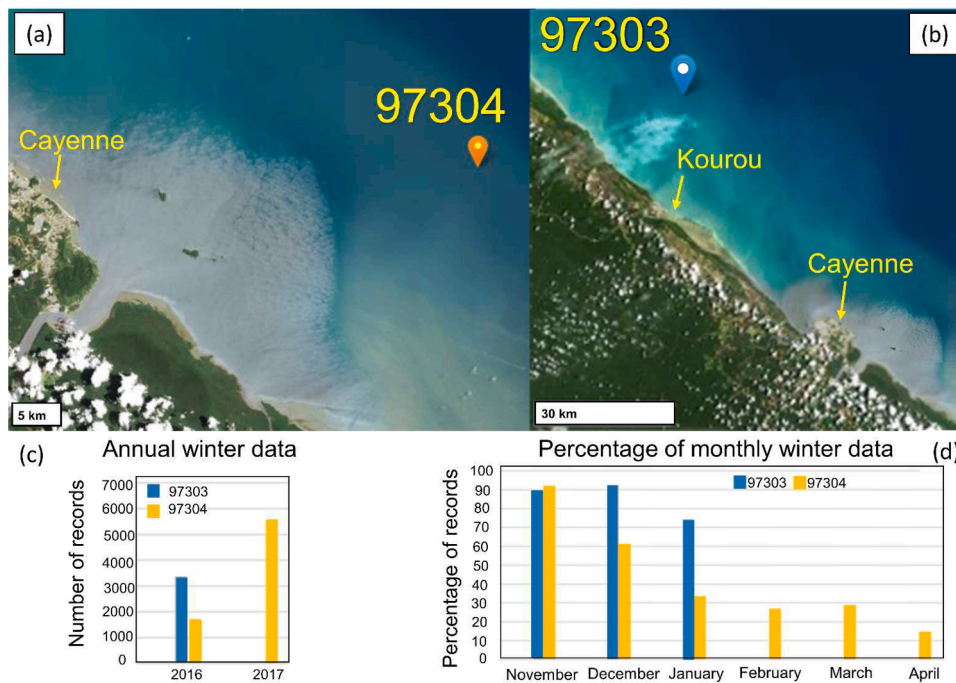 (a)
97304
Cayenne
5 km
97303
(b)
Kourou
Cayenne
30 km
(c)
Annual winter data
Number of records
7000
6000
5000
4000
3000
2000
1000
0
97303
97304
2016
2017
Percentage of monthly winter data
(d)
Percentage of records
100
90
80
70
60
50
40
30
20
10
0
97303
97304
November
December
January
February
March
April